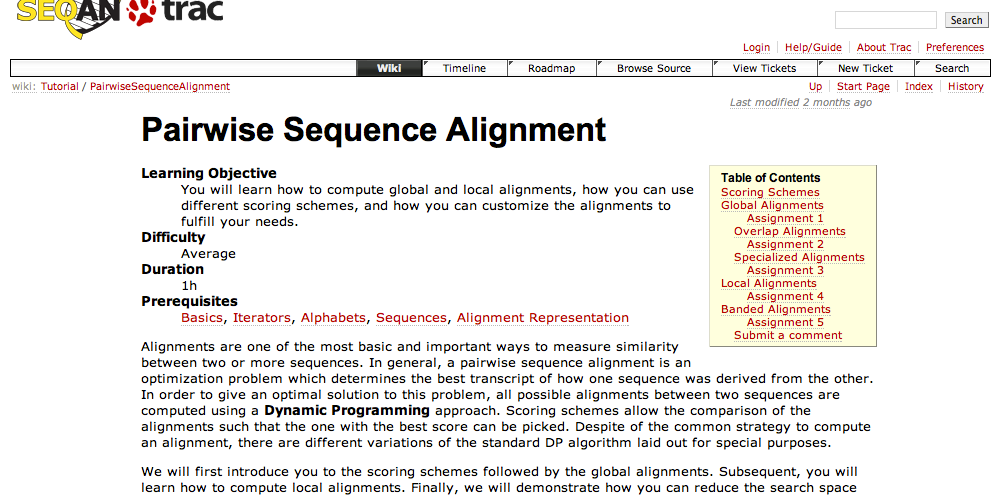 SEQAN trac
Search
Login Help/Guide About Trac Preferences
Wiki Timeline Roadmap Browse Source View Tickets New Ticket Search
wiki: Tutorial / PairwiseSequenceAlignment
Up Start Page Index History
Last modified 2 months ago
Pairwise Sequence Alignment
Learning Objective
You will learn how to compute global and local alignments, how you can use
different scoring schemes, and how you can customize the alignments to
fulfill your needs.
Difficulty
Average
Duration
1h
Prerequisites
Basics, Iterators, Alphabets, Sequences, Alignment Representation
Table of Contents
Scoring Schemes
Global Alignments
Assignment 1
Overlap Alignments
Assignment 2
Specialized Alignments
Assignment 3
Local Alignments
Assignment 4
Banded Alignments
Assignment 5
Submit a comment
Alignments are one of the most basic and important ways to measure similarity
between two or more sequences. In general, a pairwise sequence alignment is an
optimization problem which determines the best transcript of how one sequence was derived from the other.
In order to give an optimal solution to this problem, all possible alignments between two sequences are
computed using a Dynamic Programming approach. Scoring schemes allow the comparison of the
alignments such that the one with the best score can be picked. Despite of the common strategy to compute
an alignment, there are different variations of the standard DP algorithm laid out for special purposes.
We will first introduce you to the scoring schemes followed by the global alignments. Subsequent, you will
learn how to compute local alignments. Finally, we will demonstrate how you can reduce the search space